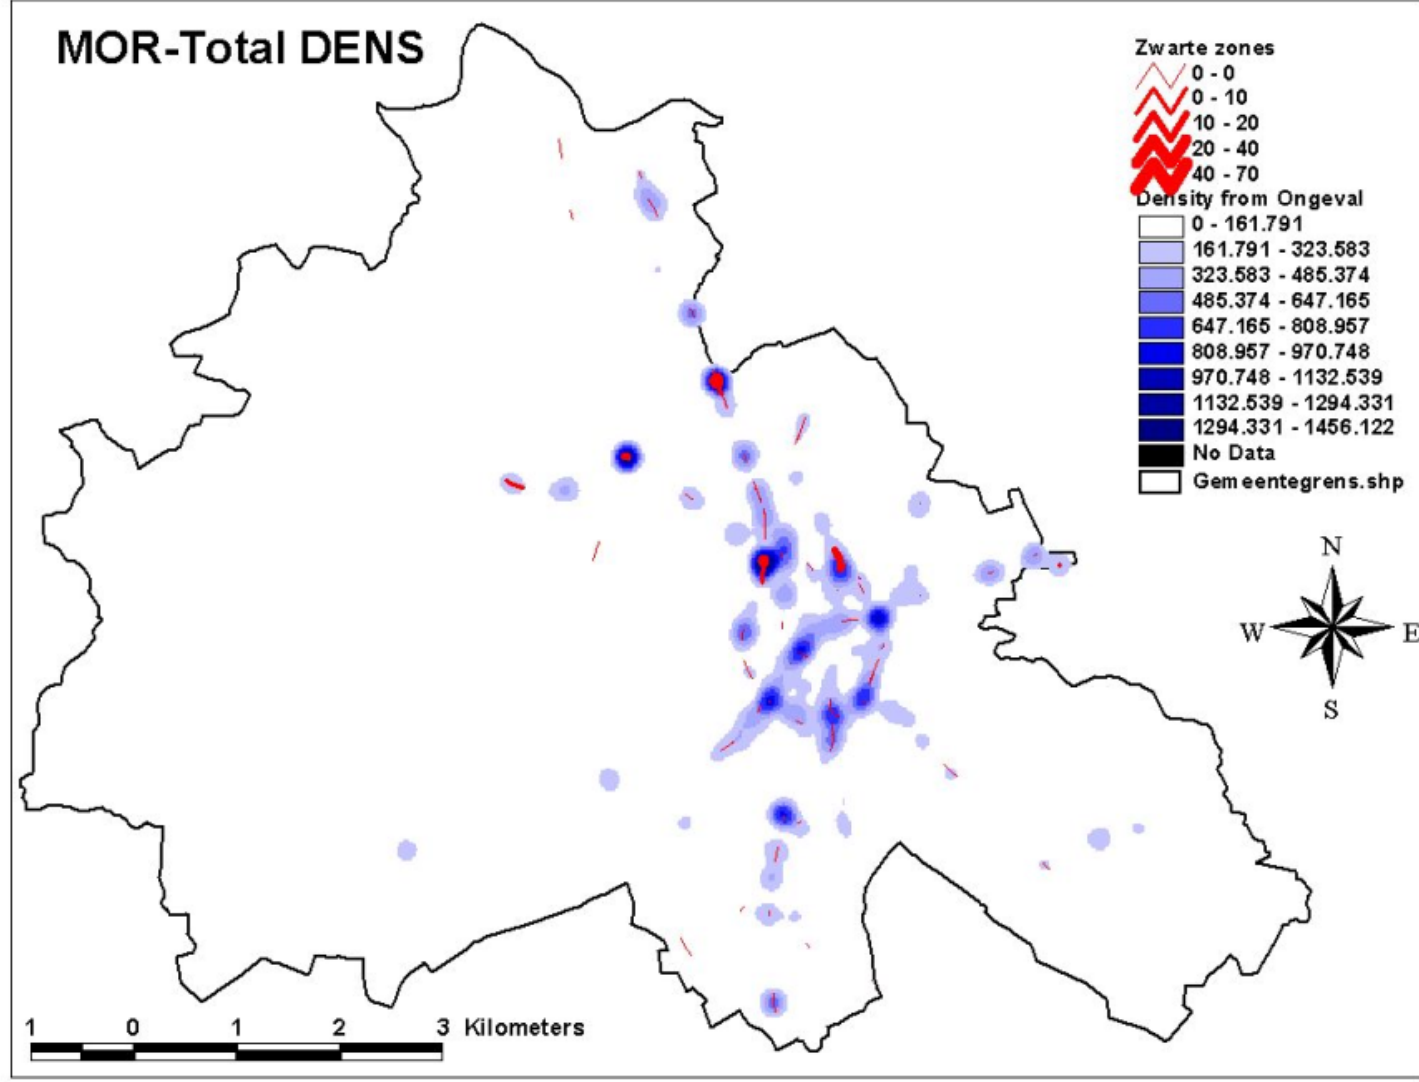 MOR-Total DENS
Zwarte zones
0 - 0
0 - 10
10 - 20
20 - 40
40 - 70
Density from Ongeval
0 - 161.791
161.791 - 323.583
323.583 - 485.374
485.374 - 647.165
647.165 - 808.957
808.957 - 970.748
970.748 - 1132.539
1132.539 - 1294.331
1294.331 - 1456.122
No Data
Gemeentegrens.shp
N
W E
S
1 0 1 2 3 Kilometers